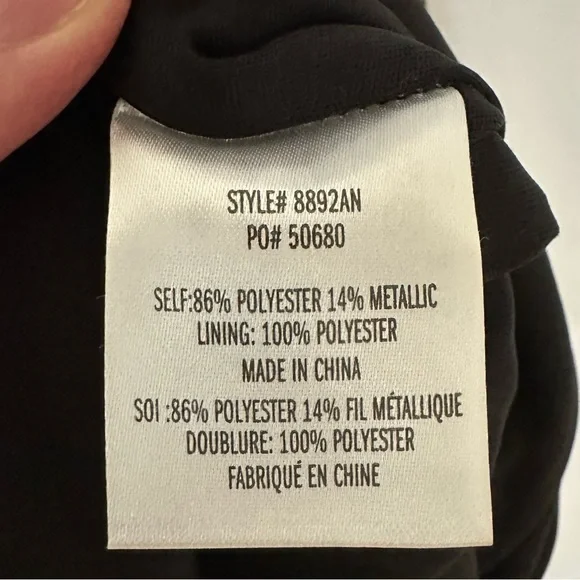 STYLE# 8892AN
PO# 50680
SELF:86% POLYESTER 14% METALLIC
LINING: 100% POLYESTER
MADE IN CHINA
SOI :86% POLYESTER 14% FIL MÉTALLIQUE
DOUBLURE: 100% POLYESTER
FABRIQUÉ EN CHINE